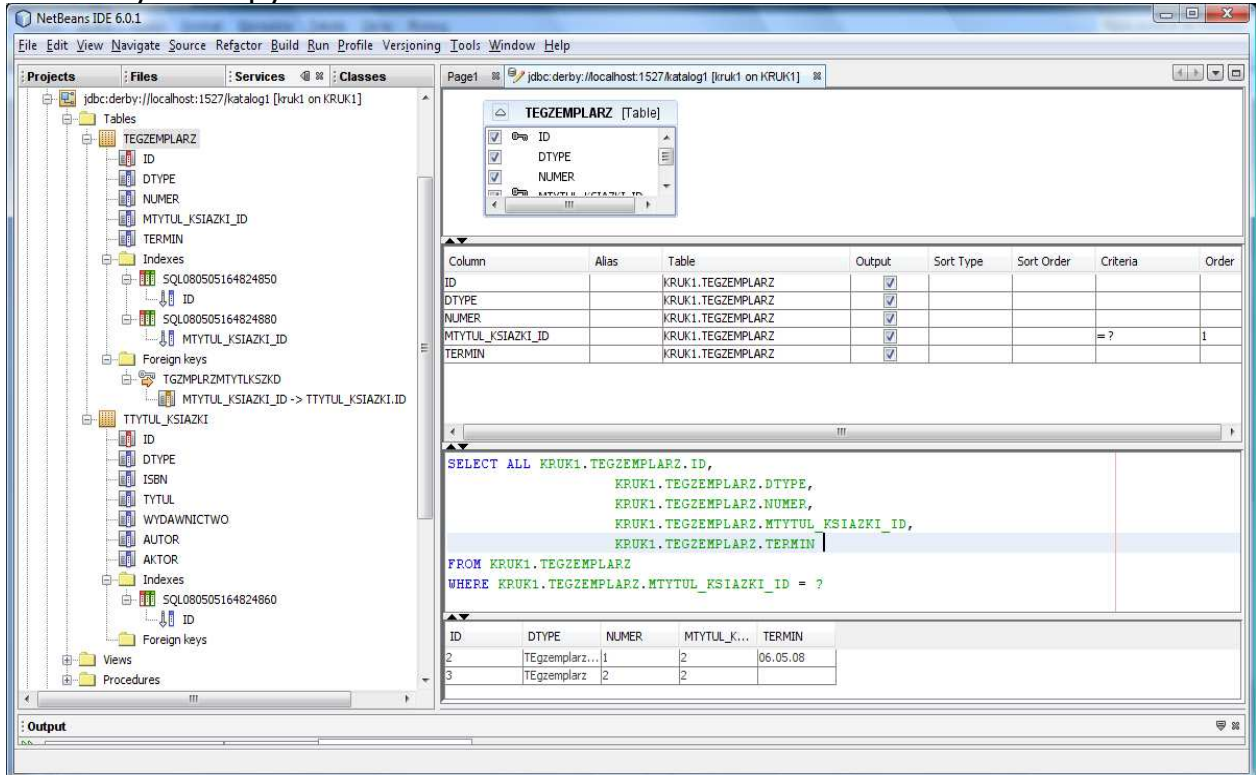 NetBeans IDE 6.0.1
File Edit View Navigate Source Refactor Build Run Profile Versioning Tools Window Help
Projects Files Services Classes
jdbc:derby://localhost:1527/katalog1 [kruk1 on KRUK1]
Tables
TEGZEMPLARZ
ID
DTYPE
NUMER
MTYTUL_KSIAZKI_ID
TERMIN
Indexes
SQL080505164824850
ID
SQL080505164824880
MTYTUL_KSIAZKI_ID
Foreign keys
TGZMPLRZMTYTLKSZKD
MTYTUL_KSIAZKI_ID -> TTYTUL_KSIAZKI.ID
TTYTUL_KSIAZKI
ID
DTYPE
ISBN
TYTUL
WYDAWNICTWO
AUTOR
AKTOR
Indexes
SQL080505164824860
ID
Foreign keys
Views
Procedures
Page1 jdbc:derby://localhost:1527/katalog1 [kruk1 on KRUK1]
TEGZEMPLARZ [Table]
ID
DTYPE
NUMER
MTYTUL_KSIAZKI_ID
Column Alias Table Output Sort Type Sort Order Criteria Order
ID KRUK1.TEGZEMPLARZ
DTYPE KRUK1.TEGZEMPLARZ
NUMER KRUK1.TEGZEMPLARZ
MTYTUL_KSIAZKI_ID KRUK1.TEGZEMPLARZ = ? 1
TERMIN KRUK1.TEGZEMPLARZ
SELECT ALL KRUK1.TEGZEMPLARZ.ID,
KRUK1.TEGZEMPLARZ.DTYPE,
KRUK1.TEGZEMPLARZ.NUMER,
KRUK1.TEGZEMPLARZ.MTYTUL_KSIAZKI_ID,
KRUK1.TEGZEMPLARZ.TERMIN
FROM KRUK1.TEGZEMPLARZ
WHERE KRUK1.TEGZEMPLARZ.MTYTUL_KSIAZKI_ID = ?
ID DTYPE NUMER MTYTUL_K... TERMIN
2 TEgzemplarz... 1 2 06.05.08
3 TEgzemplarz 2 2
Output